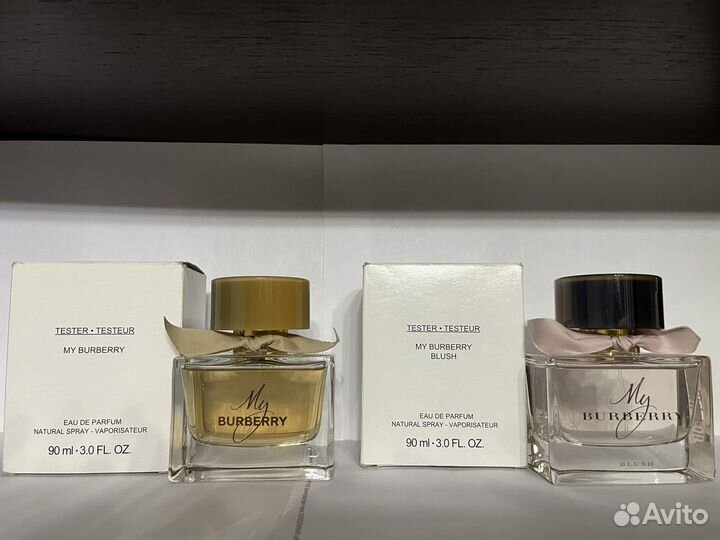 TESTER • TESTEUR
MY BURBERRY
EAU DE PARFUM
NATURAL SPRAY - VAPORISATEUR
90 ml · 3.0 FL. OZ.
My
BURBERRY
TESTER • TESTEUR
MY BURBERRY
BLUSH
EAU DE PARFUM
NATURAL SPRAY - VAPORISATEUR
90 ml · 3.0 FL. OZ.
My
BURBERRY
BLUSH
Avito